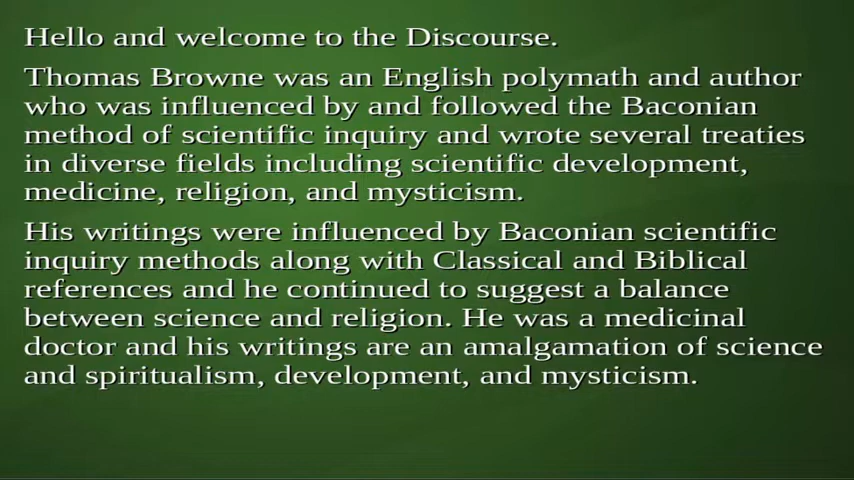 Hello and welcome to the Discourse.
Thomas Browne was an English polymath and author
who was influenced by and followed the Baconian
method of scientific inquiry and wrote several treaties
in diverse fields including scientific development,
medicine, religion, and mysticism.
His writings were influenced by Baconian scientific
inquiry methods along with Classical and Biblical
references and he continued to suggest a balance
between science and religion. He was a medicinal
doctor and his writings are an amalgamation of science
and spiritualism, development, and mysticism.